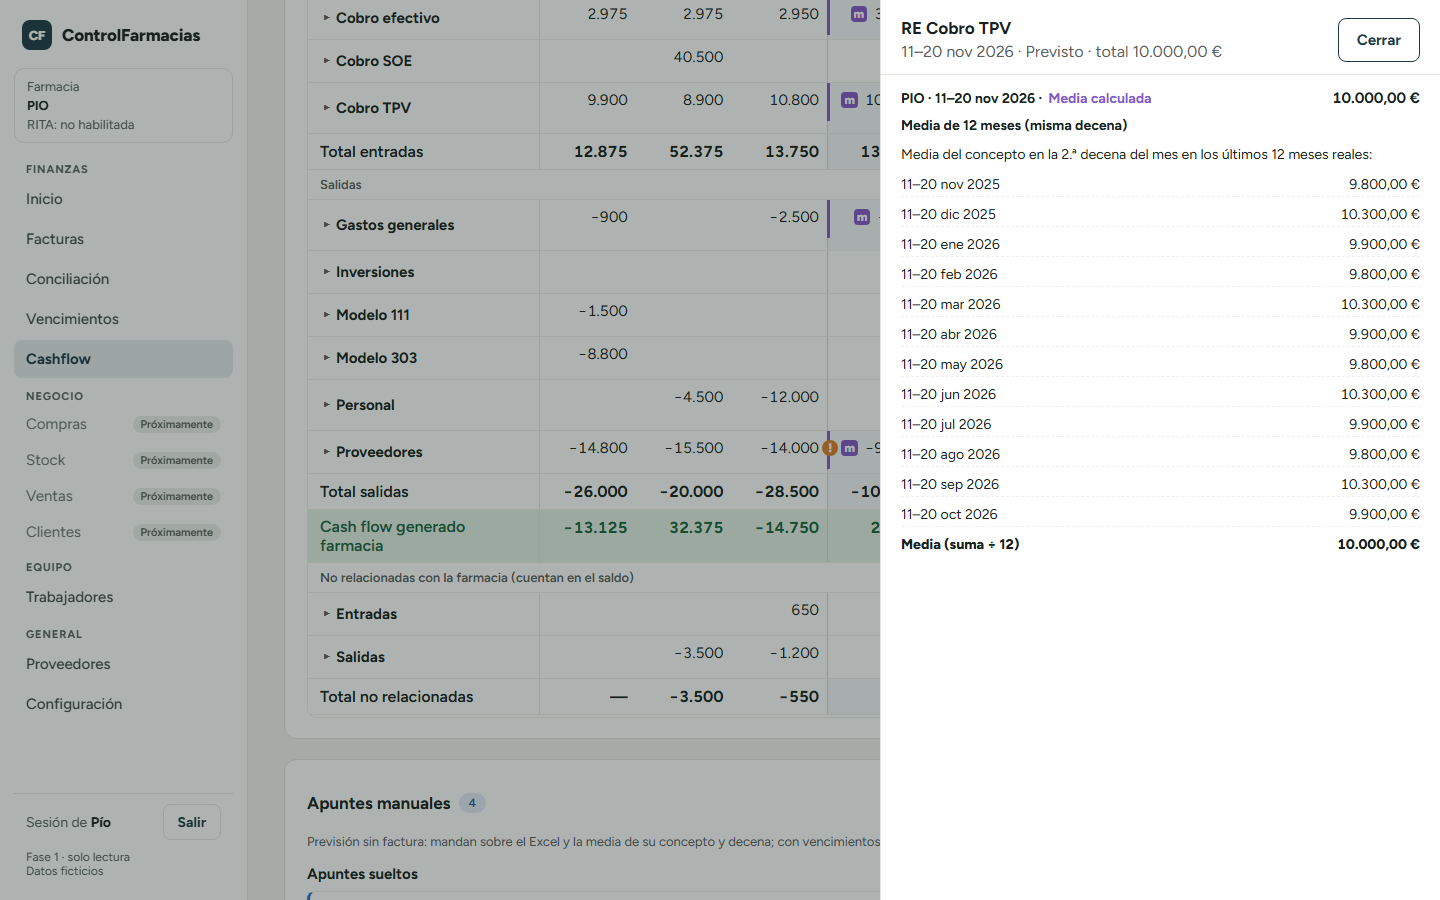 CF ControlFarmacias
Farmacia
PIO
RITA: no habilitada
FINANZAS
Inicio
Facturas
Conciliación
Vencimientos
Cashflow
NEGOCIO
Compras Próximamente
Stock Próximamente
Ventas Próximamente
Clientes Próximamente
EQUIPO
Trabajadores
GENERAL
Proveedores
Configuración
Sesión de Pío Salir
Fase 1 · solo lectura
Datos ficticios
▸ Cobro efectivo 2.975 2.975 2.950 m
▸ Cobro SOE 40.500
▸ Cobro TPV 9.900 8.900 10.800 m 10
Total entradas 12.875 52.375 13.750 13
Salidas
▸ Gastos generales -900 -2.500 m
▸ Inversiones
▸ Modelo 111 -1.500
▸ Modelo 303 -8.800
▸ Personal -4.500 -12.000
▸ Proveedores -14.800 -15.500 -14.000 ! m -9
Total salidas -26.000 -20.000 -28.500 -10
Cash flow generado farmacia -13.125 32.375 -14.750 2
No relacionadas con la farmacia (cuentan en el saldo)
▸ Entradas 650
▸ Salidas -3.500 -1.200
Total no relacionadas — -3.500 -550
Apuntes manuales 4
Previsión sin factura: mandan sobre el Excel y la media de su concepto y decena; con vencimientos
Apuntes sueltos
RE Cobro TPV
11–20 nov 2026 · Previsto · total 10.000,00 €
Cerrar
PIO · 11–20 nov 2026 · Media calculada 10.000,00 €
Media de 12 meses (misma decena)
Media del concepto en la 2.ª decena del mes en los últimos 12 meses reales:
11–20 nov 2025 9.800,00 €
11–20 dic 2025 10.300,00 €
11–20 ene 2026 9.900,00 €
11–20 feb 2026 9.800,00 €
11–20 mar 2026 10.300,00 €
11–20 abr 2026 9.900,00 €
11–20 may 2026 9.800,00 €
11–20 jun 2026 10.300,00 €
11–20 jul 2026 9.900,00 €
11–20 ago 2026 9.800,00 €
11–20 sep 2026 10.300,00 €
11–20 oct 2026 9.900,00 €
Media (suma ÷ 12) 10.000,00 €